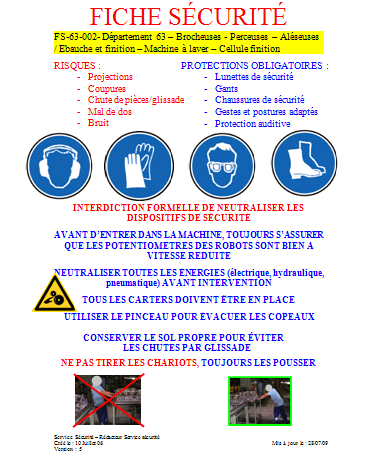 FICHE SÉCURITÉ
FS-63-002- Département 63 – Brocheuses - Perceuses – Aléseuses
/ Ebauche et finition – Machine à laver – Cellule finition
RISQUES :
- Projections
- Coupures
- Chute de pièces/glissade
- Mal de dos
- Bruit
PROTECTIONS OBLIGATOIRES :
- Lunettes de sécurité
- Gants
- Chaussures de sécurité
- Gestes et postures adaptés
- Protection auditive
INTERDICTION FORMELLE DE NEUTRALISER LES
DISPOSITIFS DE SECURITE
AVANT D'ENTRER DANS LA MACHINE, TOUJOURS S'ASSURER
QUE LES POTENTIOMETRES DES ROBOTS SONT BIEN A
VITESSE REDUITE
NEUTRALISER TOUTES LES ENERGIES (électrique, hydraulique,
pneumatique) AVANT INTERVENTION
TOUS LES CARTERS DOIVENT ÊTRE EN PLACE
UTILISER LE PINCEAU POUR EVACUER LES COPEAUX
CONSERVER LE SOL PROPRE POUR ÉVITER
LES CHUTES PAR GLISSADE
NE PAS TIRER LES CHARIOTS, TOUJOURS LES POUSSER
Service Sécurité – Rédacteur Service sécurité
Créé le : 10 Juillet 06
Mis à jour le : 28/07/09
Version : 5